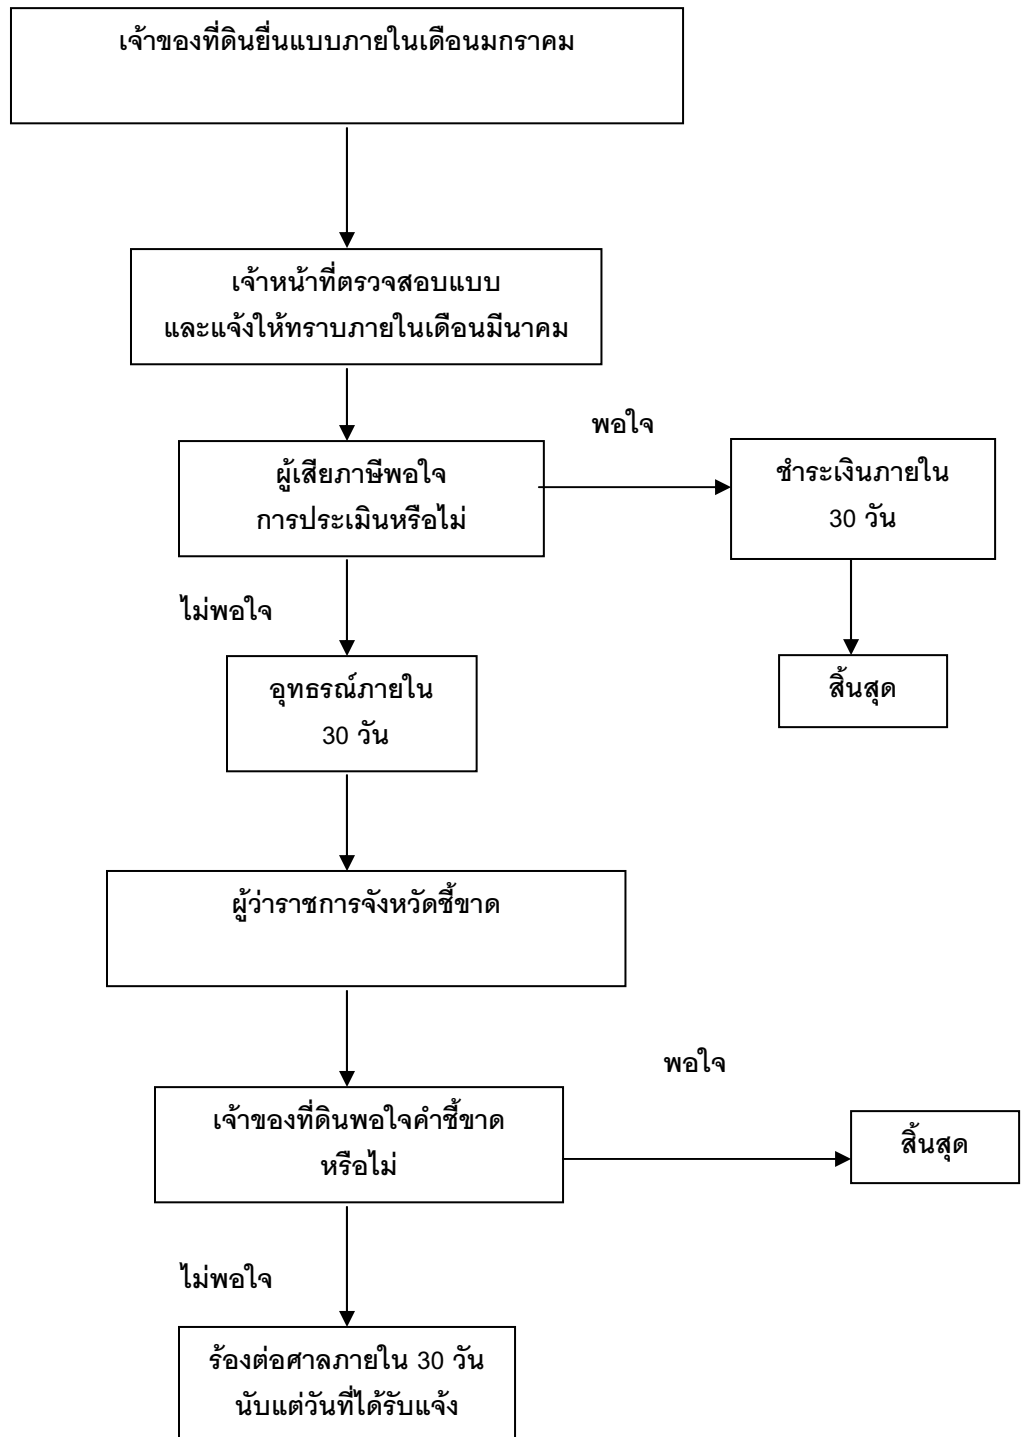 เจ้าของที่ดินยื่นแบบภายในเดือนมกราคม
เจ้าหน้าที่ตรวจสอบแบบ
และแจ้งให้ทราบภายในเดือนมีนาคม
พอใจ
ผู้เสียภาษีพอใจ
การประเมินหรือไม่
ชำระเงินภายใน
30 วัน
ไม่พอใจ
อุทธรณ์ภายใน
30 วัน
สิ้นสุด
ผู้ว่าราชการจังหวัดชี้ขาด
พอใจ
เจ้าของที่ดินพอใจคำชี้ขาด
หรือไม่
สิ้นสุด
ไม่พอใจ
ร้องต่อศาลภายใน 30 วัน
นับแต่วันที่ได้รับแจ้ง